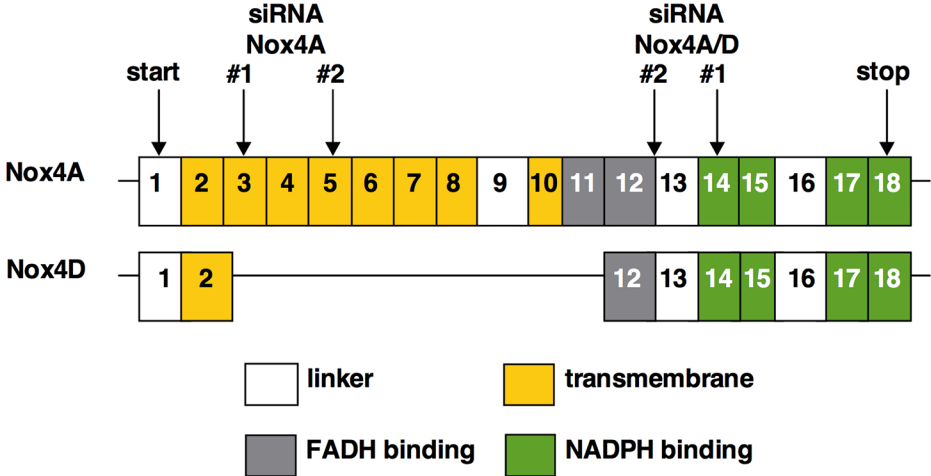 siRNA siRNA
Nox4A Nox4A/D
start #1 #2 #2 #1 stop
Nox4A 1 2 3 4 5 6 7 8 9 10 11 12 13 14 15 16 17 18
Nox4D 1 2 12 13 14 15 16 17 18
linker transmembrane
FADH binding NADPH binding